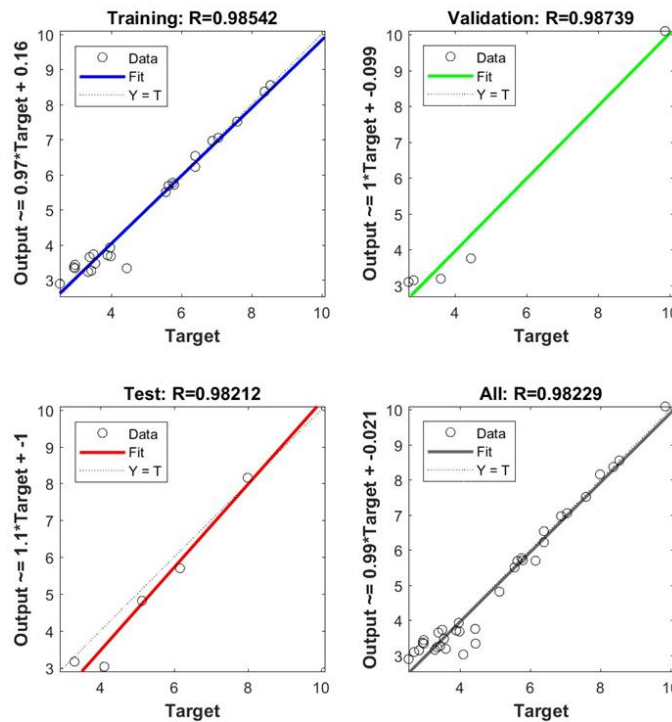 Training: R=0.98542
Output ~= 0.97*Target + 0.16
10
9
8
7
6
5
4
3
Data
Fit
Y = T
4
6
8
10
Target
Validation: R=0.98739
Output ~= 1*Target + -0.099
10
9
8
7
6
5
4
3
Data
Fit
Y = T
4
6
8
10
Target
Test: R=0.98212
Output ~= 1.1*Target + -1
10
9
8
7
6
5
4
3
Data
Fit
Y = T
4
6
8
10
Target
All: R=0.98229
Output ~= 0.99*Target + -0.021
10
9
8
7
6
5
4
3
Data
Fit
Y = T
4
6
8
10
Target